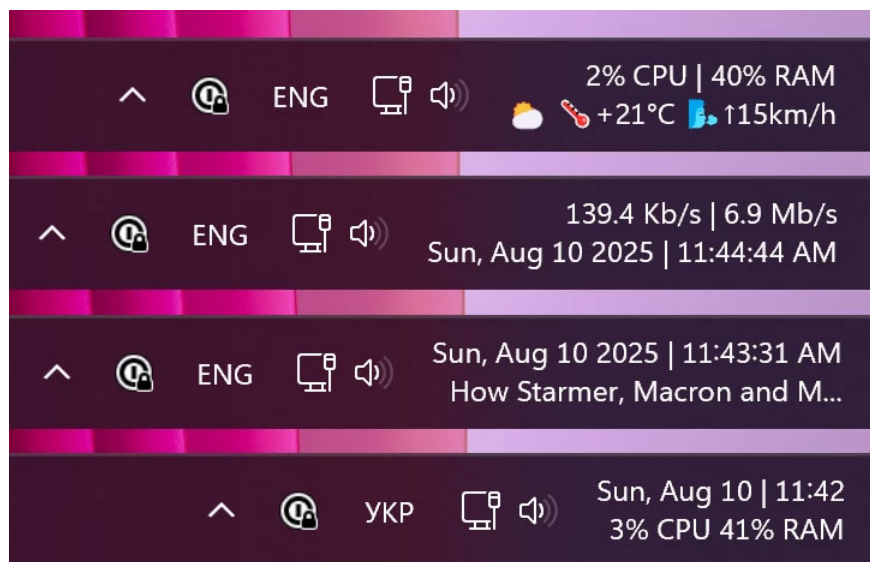 2% CPU | 40% RAM
ENG
🌥️ 🌡️+21°C 🌬️↑15km/h
139.4 Kb/s | 6.9 Mb/s
ENG
Sun, Aug 10 2025 | 11:44:44 AM
Sun, Aug 10 2025 | 11:43:31 AM
ENG
How Starmer, Macron and M...
Sun, Aug 10 | 11:42
УКР
3% CPU 41% RAM